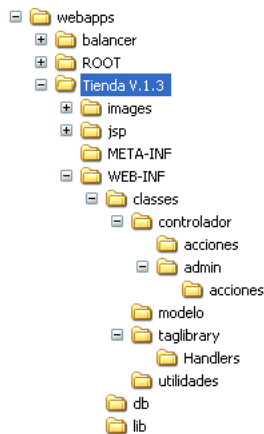 webapps
balancer
ROOT
Tienda V.1.3
images
jsp
META-INF
WEB-INF
classes
controlador
acciones
admin
acciones
modelo
taglibrary
Handlers
utilidades
db
lib